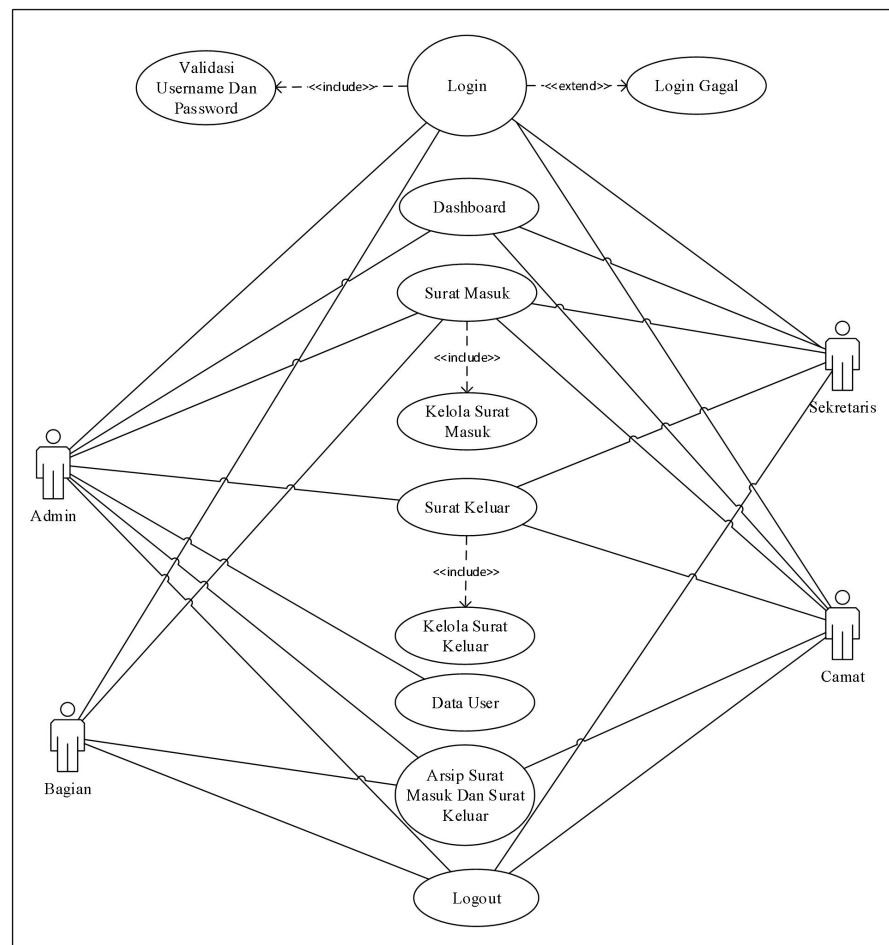 Validasi
Username Dan
Password
<<include>>
Login
<<extend>>
Login Gagal
Dashboard
Surat Masuk
<<include>>
Kelola Surat
Masuk
Sekretaris
Surat Keluar
Admin
<<include>>
Kelola Surat
Keluar
Camat
Data User
Bagian
Arsip Surat
Masuk Dan Surat
Keluar
Logout